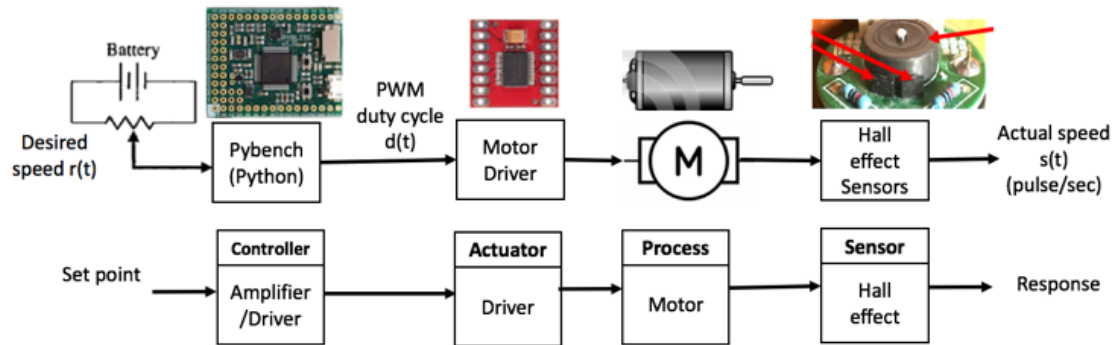 Battery
Desired
speed r(t)
Pybench
(Python)
PWM
duty cycle
d(t)
Motor
Driver
M
Hall
effect
Sensors
Actual speed
s(t)
(pulse/sec)
Set point
Controller
Amplifier
/Driver
Actuator
Driver
Process
Motor
Sensor
Hall
effect
Response